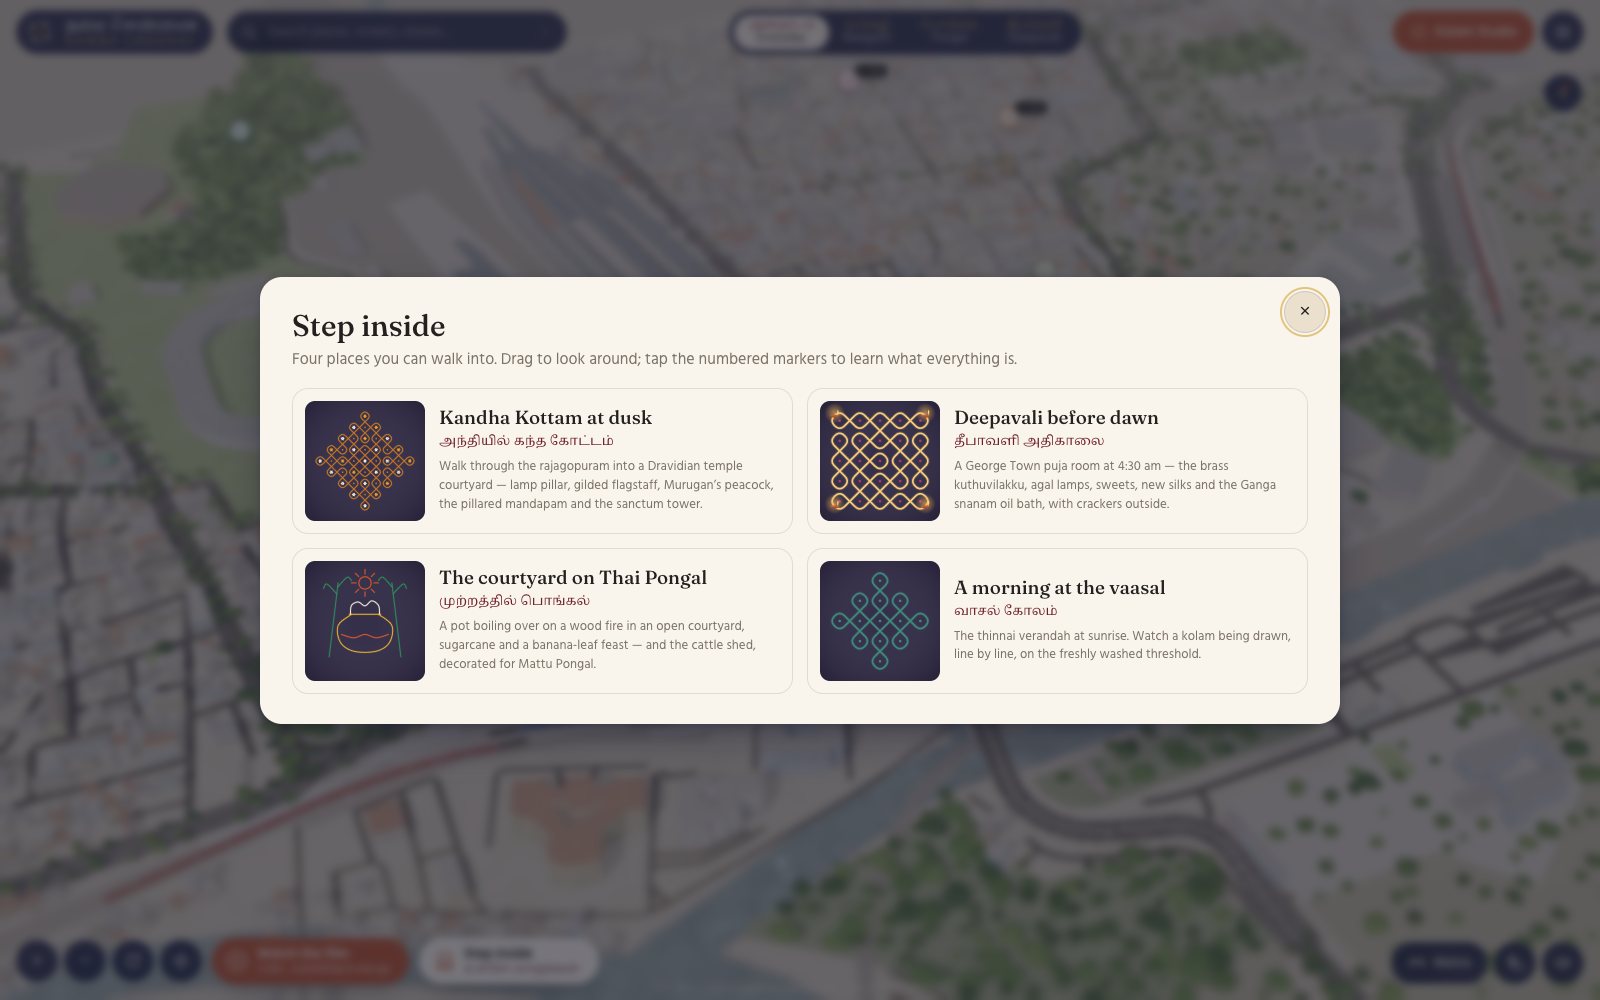 Step inside
Four places you can walk into. Drag to look around; tap the numbered markers to learn what everything is.
Kandha Kottam at dusk
அந்தியில் கந்த கோட்டம்
Walk through the rajagopuram into a Dravidian temple
courtyard — lamp pillar, gilded flagstaff, Murugan’s peacock,
the pillared mandapam and the sanctum tower.
Deepavali before dawn
தீபாவளி அதிகாலை
A George Town puja room at 4:30 am — the brass
kuthuvilakku, agal lamps, sweets, new silks and the Ganga
snanam oil bath, with crackers outside.
The courtyard on Thai Pongal
முற்றத்தில் பொங்கல்
A pot boiling over on a wood fire in an open courtyard,
sugarcane and a banana-leaf feast — and the cattle shed,
decorated for Mattu Pongal.
A morning at the vaasal
வாசல் கோலம்
The thinnai verandah at sunrise. Watch a kolam being drawn,
line by line, on the freshly washed threshold.